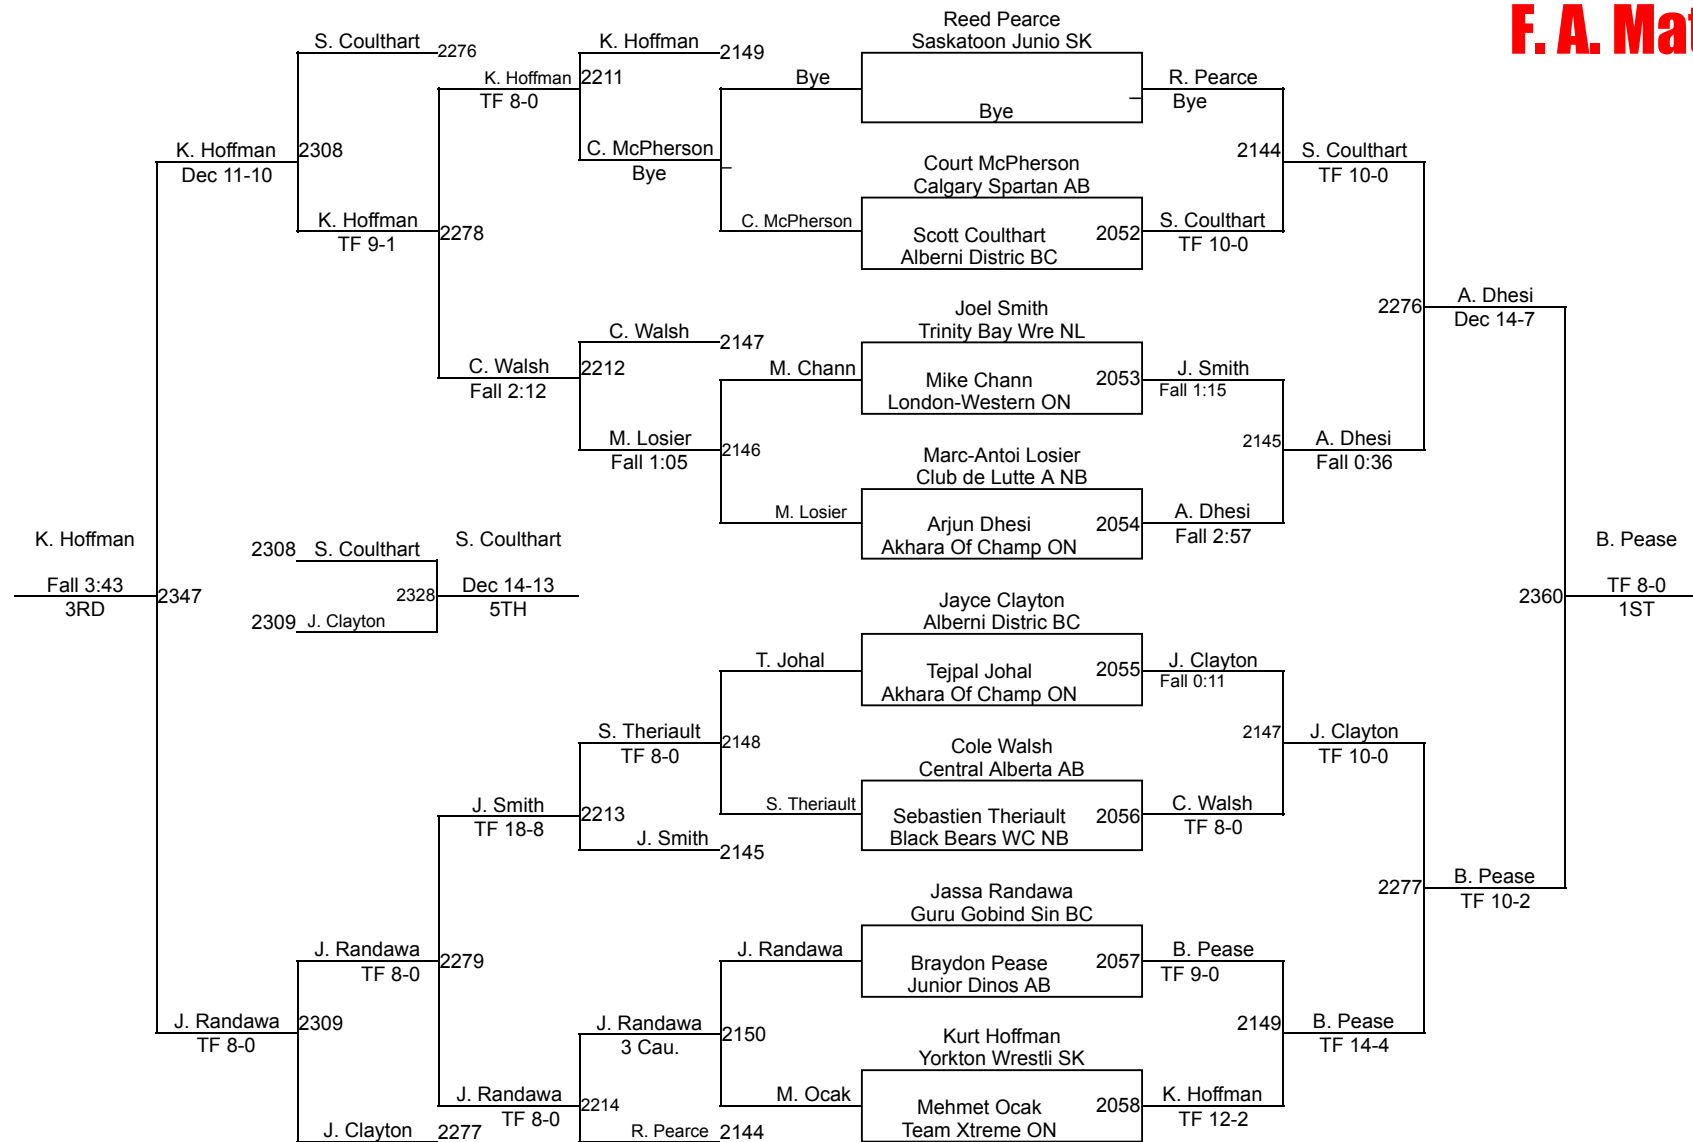 F. A. Mat
Reed Pearce
Saskatoon Junio SK
Bye
S. Coulthart
2276
K. Hoffman
2149
K. Hoffman
TF 8-0
2211
Bye
R. Pearce
Bye
C. McPherson
Bye
K. Hoffman
Dec 11-10
2308
2144
S. Coulthart
TF 10-0
Court McPherson
Calgary Spartan AB
Scott Coulthart
Alberni Distric BC
2052
C. McPherson
S. Coulthart
TF 10-0
K. Hoffman
TF 9-1
2278
Joel Smith
Trinity Bay Wre NL
Mike Chann
London-Western ON
2053
2276
A. Dhesi
Dec 14-7
C. Walsh
2147
C. Walsh
Fall 2:12
2212
M. Chann
J. Smith
Fall 1:15
M. Losier
Fall 1:05
2146
2145
A. Dhesi
Fall 0:36
Marc-Antoi Losier
Club de Lutte A NB
Arjun Dhesi
Akhara Of Champ ON
2054
M. Losier
A. Dhesi
Fall 2:57
K. Hoffman
Fall 3:43
3RD
2347
2308
S. Coulthart
2309
J. Clayton
2328
S. Coulthart
Dec 14-13
5TH
B. Pease
TF 8-0
1ST
2360
Jayce Clayton
Alberni Distric BC
Tejpal Johal
Akhara Of Champ ON
2055
T. Johal
J. Clayton
Fall 0:11
S. Theriault
TF 8-0
2148
2147
J. Clayton
TF 10-0
Cole Walsh
Central Alberta AB
Sebastien Theriault
Black Bears WC NB
2056
J. Smith
TF 18-8
2213
S. Theriault
C. Walsh
TF 8-0
J. Smith
2145
2277
B. Pease
TF 10-2
Jassa Randawa
Guru Gobind Sin BC
Braydon Pease
Junior Dinos AB
2057
J. Randawa
TF 8-0
2279
J. Randawa
B. Pease
TF 9-0
J. Randawa
TF 8-0
2309
J. Randawa
3 Cau.
2150
2149
B. Pease
TF 14-4
Kurt Hoffman
Yorkton Wrestli SK
Mehmet Ocak
Team Xtreme ON
2058
J. Randawa
TF 8-0
2214
M. Ocak
K. Hoffman
TF 12-2
J. Clayton
2277
R. Pearce
2144